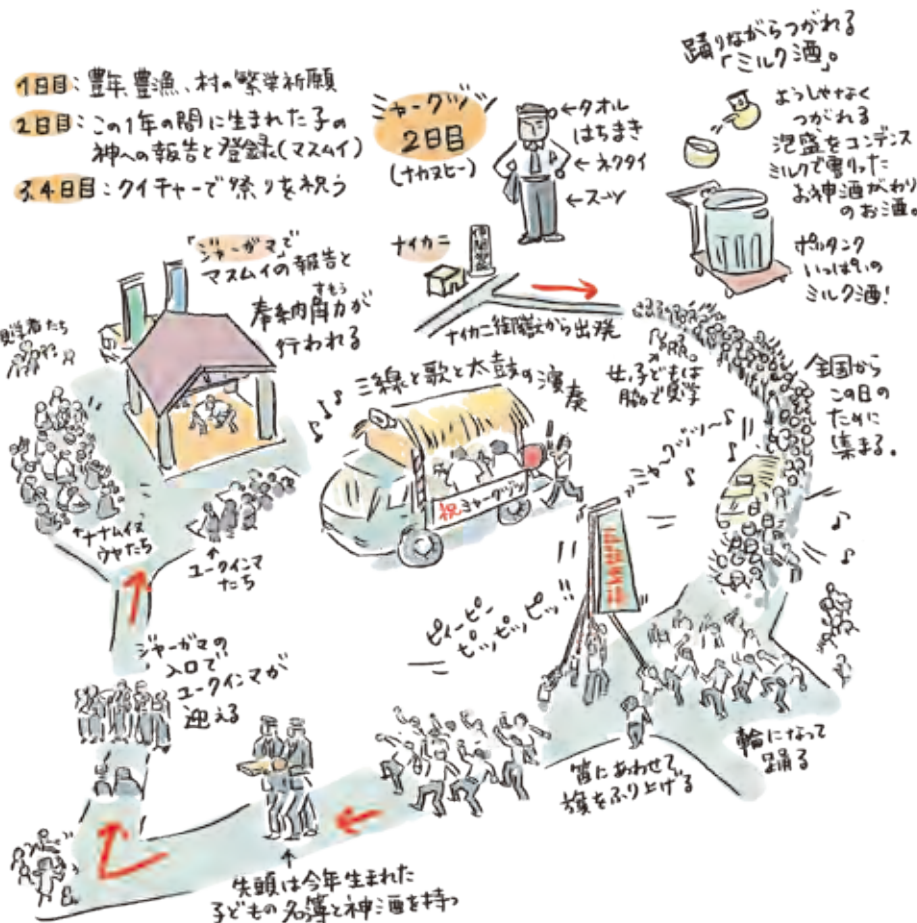 1日目：豊年、豊漁、村の繁栄祈願
2日目：この1年の間に生まれた子の
神への報告と登録(マスムイ)
3、4日目：クイチャーで祭りを祝う
ミャークヅツ
2日目
(ナカヌヒー)
←タオル
はちまき
←ネクタイ
←スーツ
踊りながらつがれる
「ミルク酒」。
ようしゃなく
つがれる
泡盛をコンデンス
ミルクで割った
お神酒がわり
のお酒。
ポリタンク
いっぱいの
ミルク酒！
ナイカニ
ナイカニ御嶽から出発
「ジャーガマ」で
マスムイの報告と
奉納角力が
すもう
行われる
見学者たち
三線と歌と太鼓の演奏
祝ミャークヅツ
女、子どもは
脇で見学
全国から
この日の
ために
集まる。
ミャ〜クヅツ〜♪
ナナムイヌ
ウヤたち
ユークインマ
たち
ピィーピー
ピッピッピッ!!
ジャーガマの
入口で
ユークインマが
迎える
笛にあわせて
旗をふり上げる
輪になって
踊る
先頭は今年生まれた
子どもの名簿と神酒を持つ